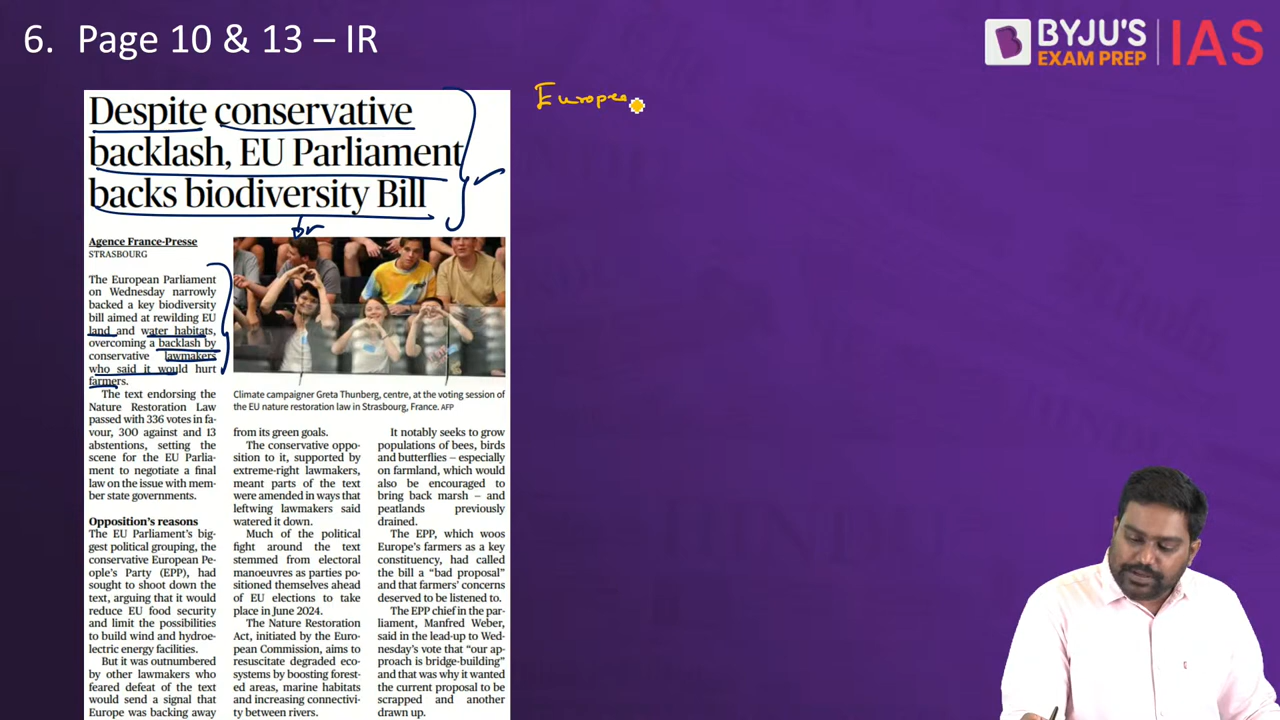 6. Page 10 & 13 – IR
BYJU'S
EXAM PREP
IAS
Europea
Despite conservative
backlash, EU Parliament
backs biodiversity Bill
for
Agence France-Presse
STRASBOURG
The European Parliament
on Wednesday narrowly
backed a key biodiversity
bill aimed at rewilding EU
land and water habitats,
overcoming a backlash by
conservative lawmakers
who said it would hurt
farmers.
The text endorsing the
Nature Restoration Law
passed with 336 votes in fa-
vour, 300 against and 13
abstentions, setting the
scene for the EU Parlia-
ment to negotiate a final
law on the issue with mem-
ber state governments.
Opposition's reasons
The EU Parliament's big-
gest political grouping, the
conservative European Peo-
ple's Party (EPP), had
sought to shoot down the
text, arguing that it would
reduce EU food security
and limit the possibilities
to build wind and hydroe-
lectric energy facilities.
But it was outnumbered
by other lawmakers who
feared defeat of the text
would send a signal that
Europe was backing away
Climate campaigner Greta Thunberg, centre, at the voting session of
the EU nature restoration law in Strasbourg, France. AFP
from its green goals.
The conservative oppo-
sition to it, supported by
extreme-right lawmakers,
meant parts of the text
were amended in ways that
leftwing lawmakers said
watered it down.
Much of the political
fight around the text
stemmed from electoral
manoeuvres as parties po-
sitioned themselves ahead
of EU elections to take
place in June 2024.
The Nature Restoration
Act, initiated by the Euro-
pean Commission, aims to
resuscitate degraded eco-
systems by boosting forest-
ed areas, marine habitats
and increasing connectivi-
ty between rivers.
It notably seeks to grow
populations of bees, birds
and butterflies – especially
on farmland, which would
also be encouraged to
bring back marsh – and
peatlands previously
drained.
The EPP, which woos
Europe's farmers as a key
constituency, had called
the bill a "bad proposal"
and that farmers' concerns
deserved to be listened to.
The EPP chief in the par-
liament, Manfred Weber,
said in the lead-up to Wed-
nesday's vote that "our ap-
proach is bridge-building"
and that was why it wanted
the current proposal to be
scrapped and another
drawn up.